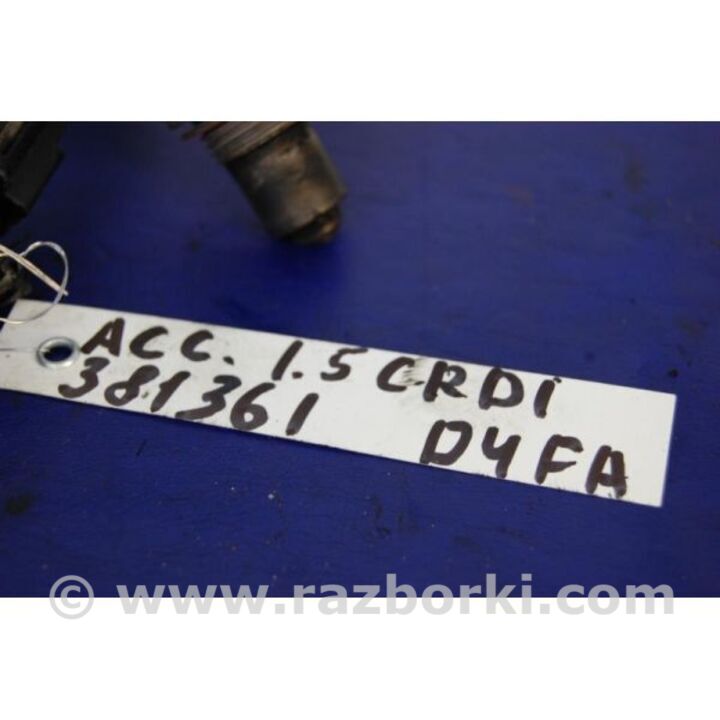 ACC. 1.5 CRDI
381361 D4FA
© www.razborki.com